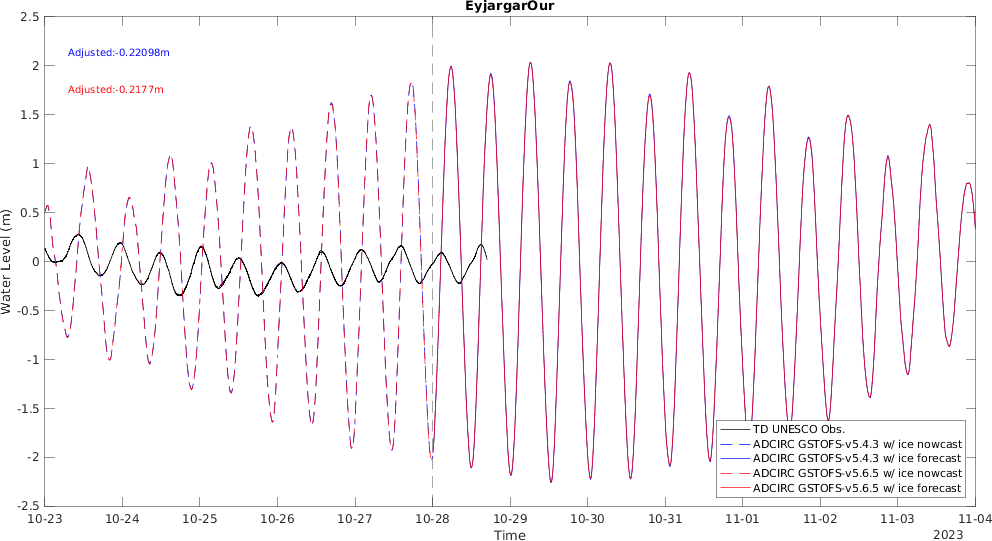 EyjargarOur
Adjusted:-0.22098m
Adjusted:-0.2177m
Water Level (m)
2.5
2
1.5
1
0.5
0
-0.5
-1
-1.5
-2
-2.5
TD UNESCO Obs.
ADCIRC GSTOFS-v5.4.3 w/ ice nowcast
ADCIRC GSTOFS-v5.4.3 w/ ice forecast
ADCIRC GSTOFS-v5.6.5 w/ ice nowcast
ADCIRC GSTOFS-v5.6.5 w/ ice forecast
10-23 10-24 10-25 10-26 10-27 10-28 10-29 10-30 10-31 11-01 11-02 11-03 11-04
Time
2023